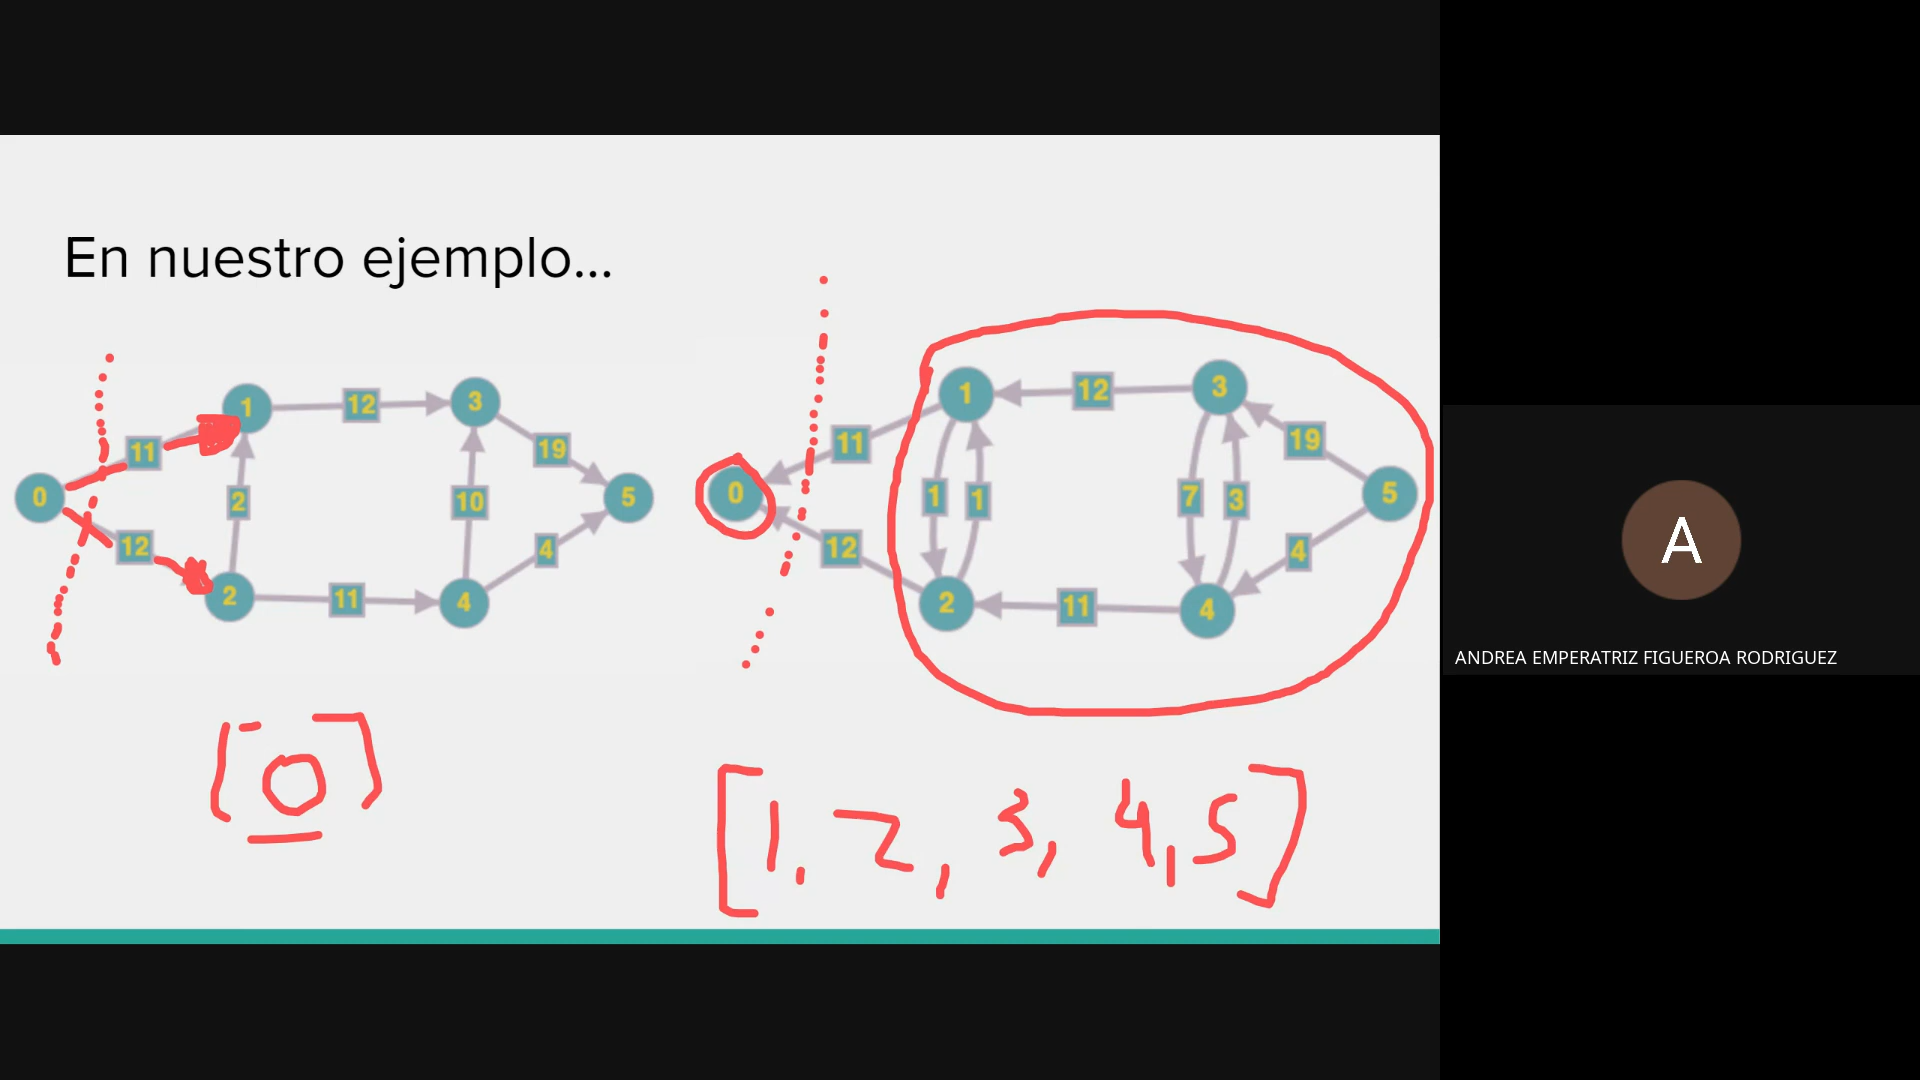 En nuestro ejemplo...
1 12 3
11 19
0 2 10 5
12 4
2 11 4
1 12 3
11 19
0 1 1 7 3 5
12 4
2 11 4
[0]
[1, 2, 3, 4, 5]
A
ANDREA EMPERATRIZ FIGUEROA RODRIGUEZ